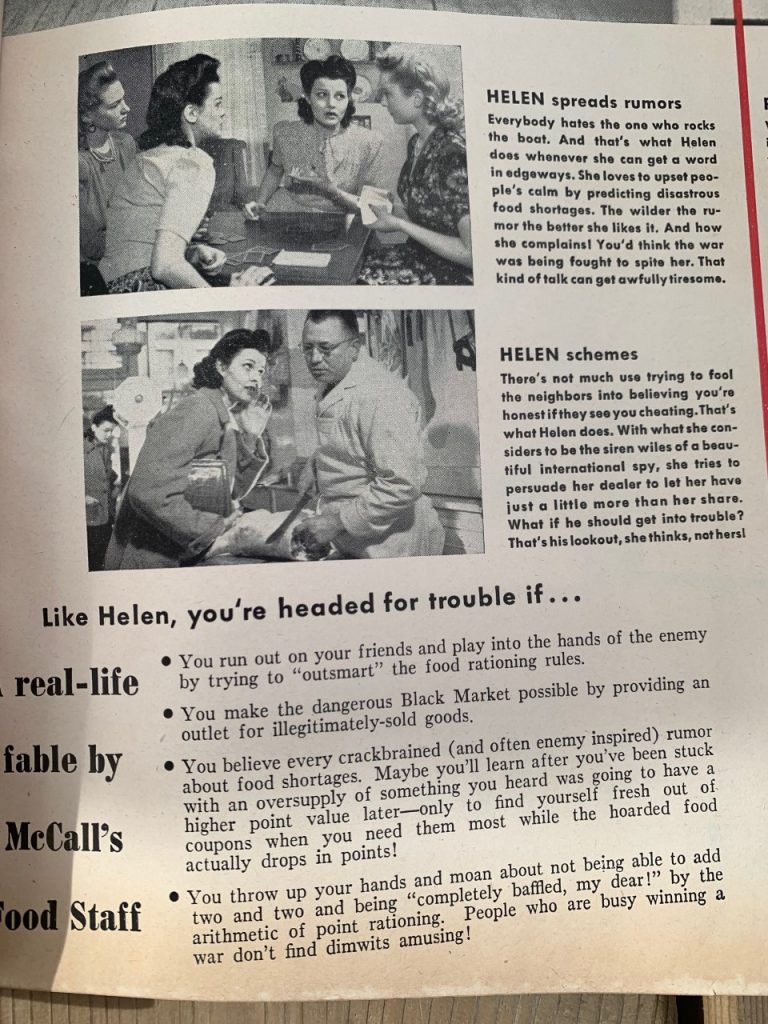 HELEN spreads rumors
Everybody hates the one who rocks
the boat. And that's what Helen
does whenever she can get a word
in edgeways. She loves to upset peo-
ple's calm by predicting disastrous
food shortages. The wilder the ru-
mor the better she likes it. And how
she complains! You'd think the war
was being fought to spite her. That
kind of talk can get awfully tiresome.
HELEN schemes
There's not much use trying to fool
the neighbors into believing you're
honest if they see you cheating. That's
what Helen does. With what she con-
siders to be the siren wiles of a beau-
tiful international spy, she tries to
persuade her dealer to let her have
just a little more than her share.
What if he should get into trouble?
That's his lookout, she thinks, not hers!
Like Helen, you're headed for trouble if...
real-life
fable by
McCall's
Food Staff
• You run out on your friends and play into the hands of the enemy
by trying to "outsmart" the food rationing rules.
• You make the dangerous Black Market possible by providing an
outlet for illegitimately-sold goods.
• You believe every crackbrained (and often enemy inspired) rumor
about food shortages. Maybe you'll learn after you've been stuck
with an oversupply of something you heard was going to have a
higher point value later—only to find yourself fresh out of
coupons when you need them most while the hoarded food
actually drops in points!
• You throw up your hands and moan about not being able to add
two and two and being "completely baffled, my dear!" by the
arithmetic of point rationing. People who are busy winning a
war don't find dimwits amusing!